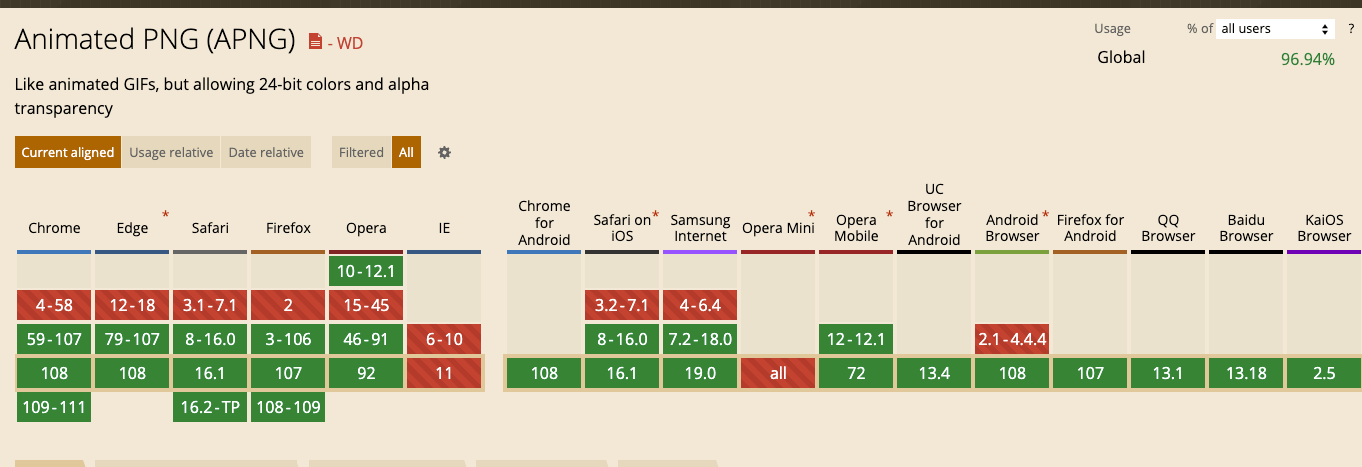 Animated PNG (APNG) - WD
Usage % of all users ?
Global 96.94%
Like animated GIFs, but allowing 24-bit colors and alpha
transparency
Current aligned Usage relative Date relative Filtered All
Chrome Edge * Safari Firefox Opera IE
Chrome for Android Safari on iOS * Samsung Internet Opera Mini * Opera Mobile * UC Browser for Android Android Browser * Firefox for Android QQ Browser Baidu Browser KaiOS Browser
10-12.1
4-58 12-18 3.1-7.1 2 15-45 3.2-7.1 4-6.4
59-107 79-107 8-16.0 3-106 46-91 6-10 8-16.0 7.2-18.0 12-12.1 2.1-4.4.4
108 108 16.1 107 92 11 108 16.1 19.0 all 72 13.4 108 107 13.1 13.18 2.5
109-111 16.2-TP 108-109